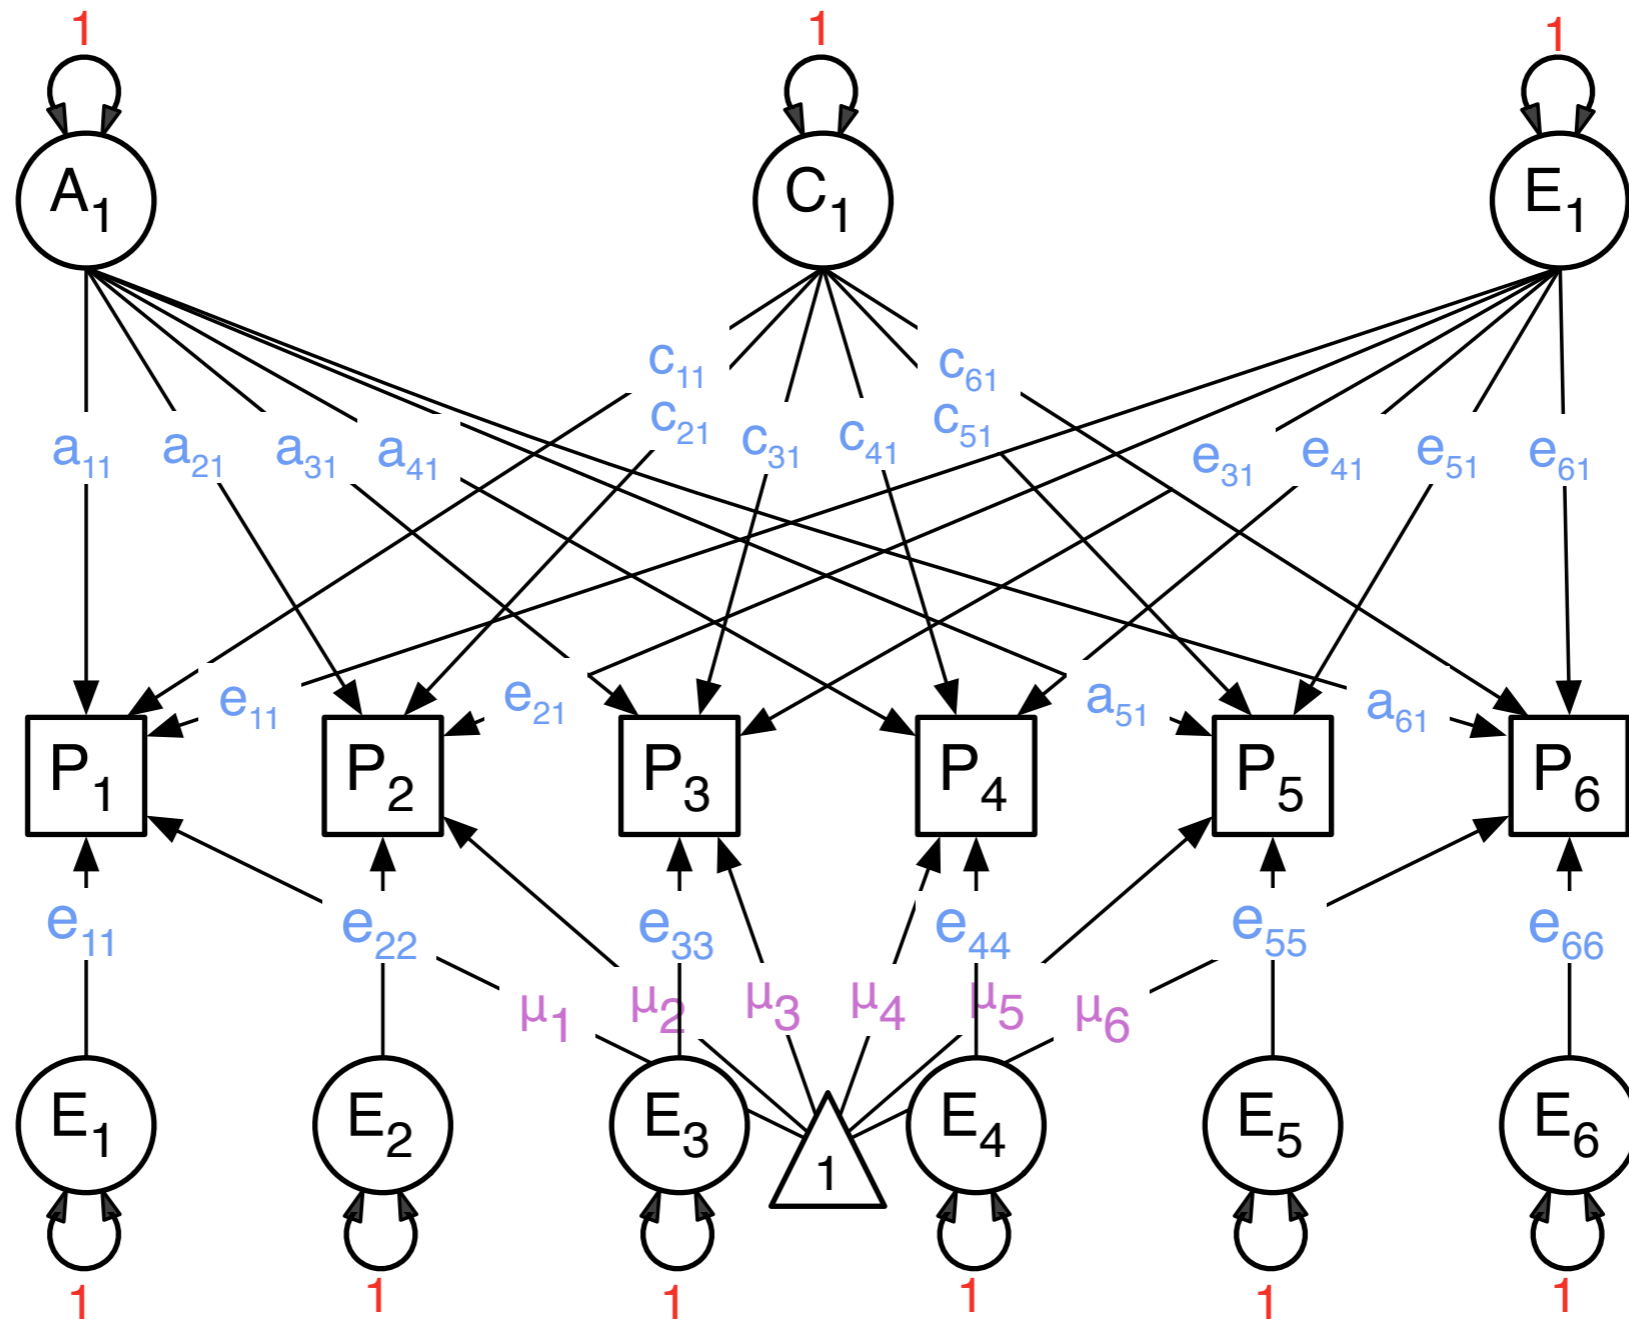 1 1 1
A₁ C₁ E₁
c₁₁ c₆₁
c₂₁ c₅₁
a₁₁ a₂₁ a₃₁ a₄₁ c₃₁ c₄₁ e₃₁ e₄₁ e₅₁ e₆₁
e₁₁ e₂₁ a₅₁ a₆₁
P₁ P₂ P₃ P₄ P₅ P₆
e₁₁ e₂₂ e₃₃ e₄₄ e₅₅ e₆₆
μ₁ μ₂ μ₃ μ₄ μ₅ μ₆
E₁ E₂ E₃ 1 E₄ E₅ E₆
1 1 1 1 1 1